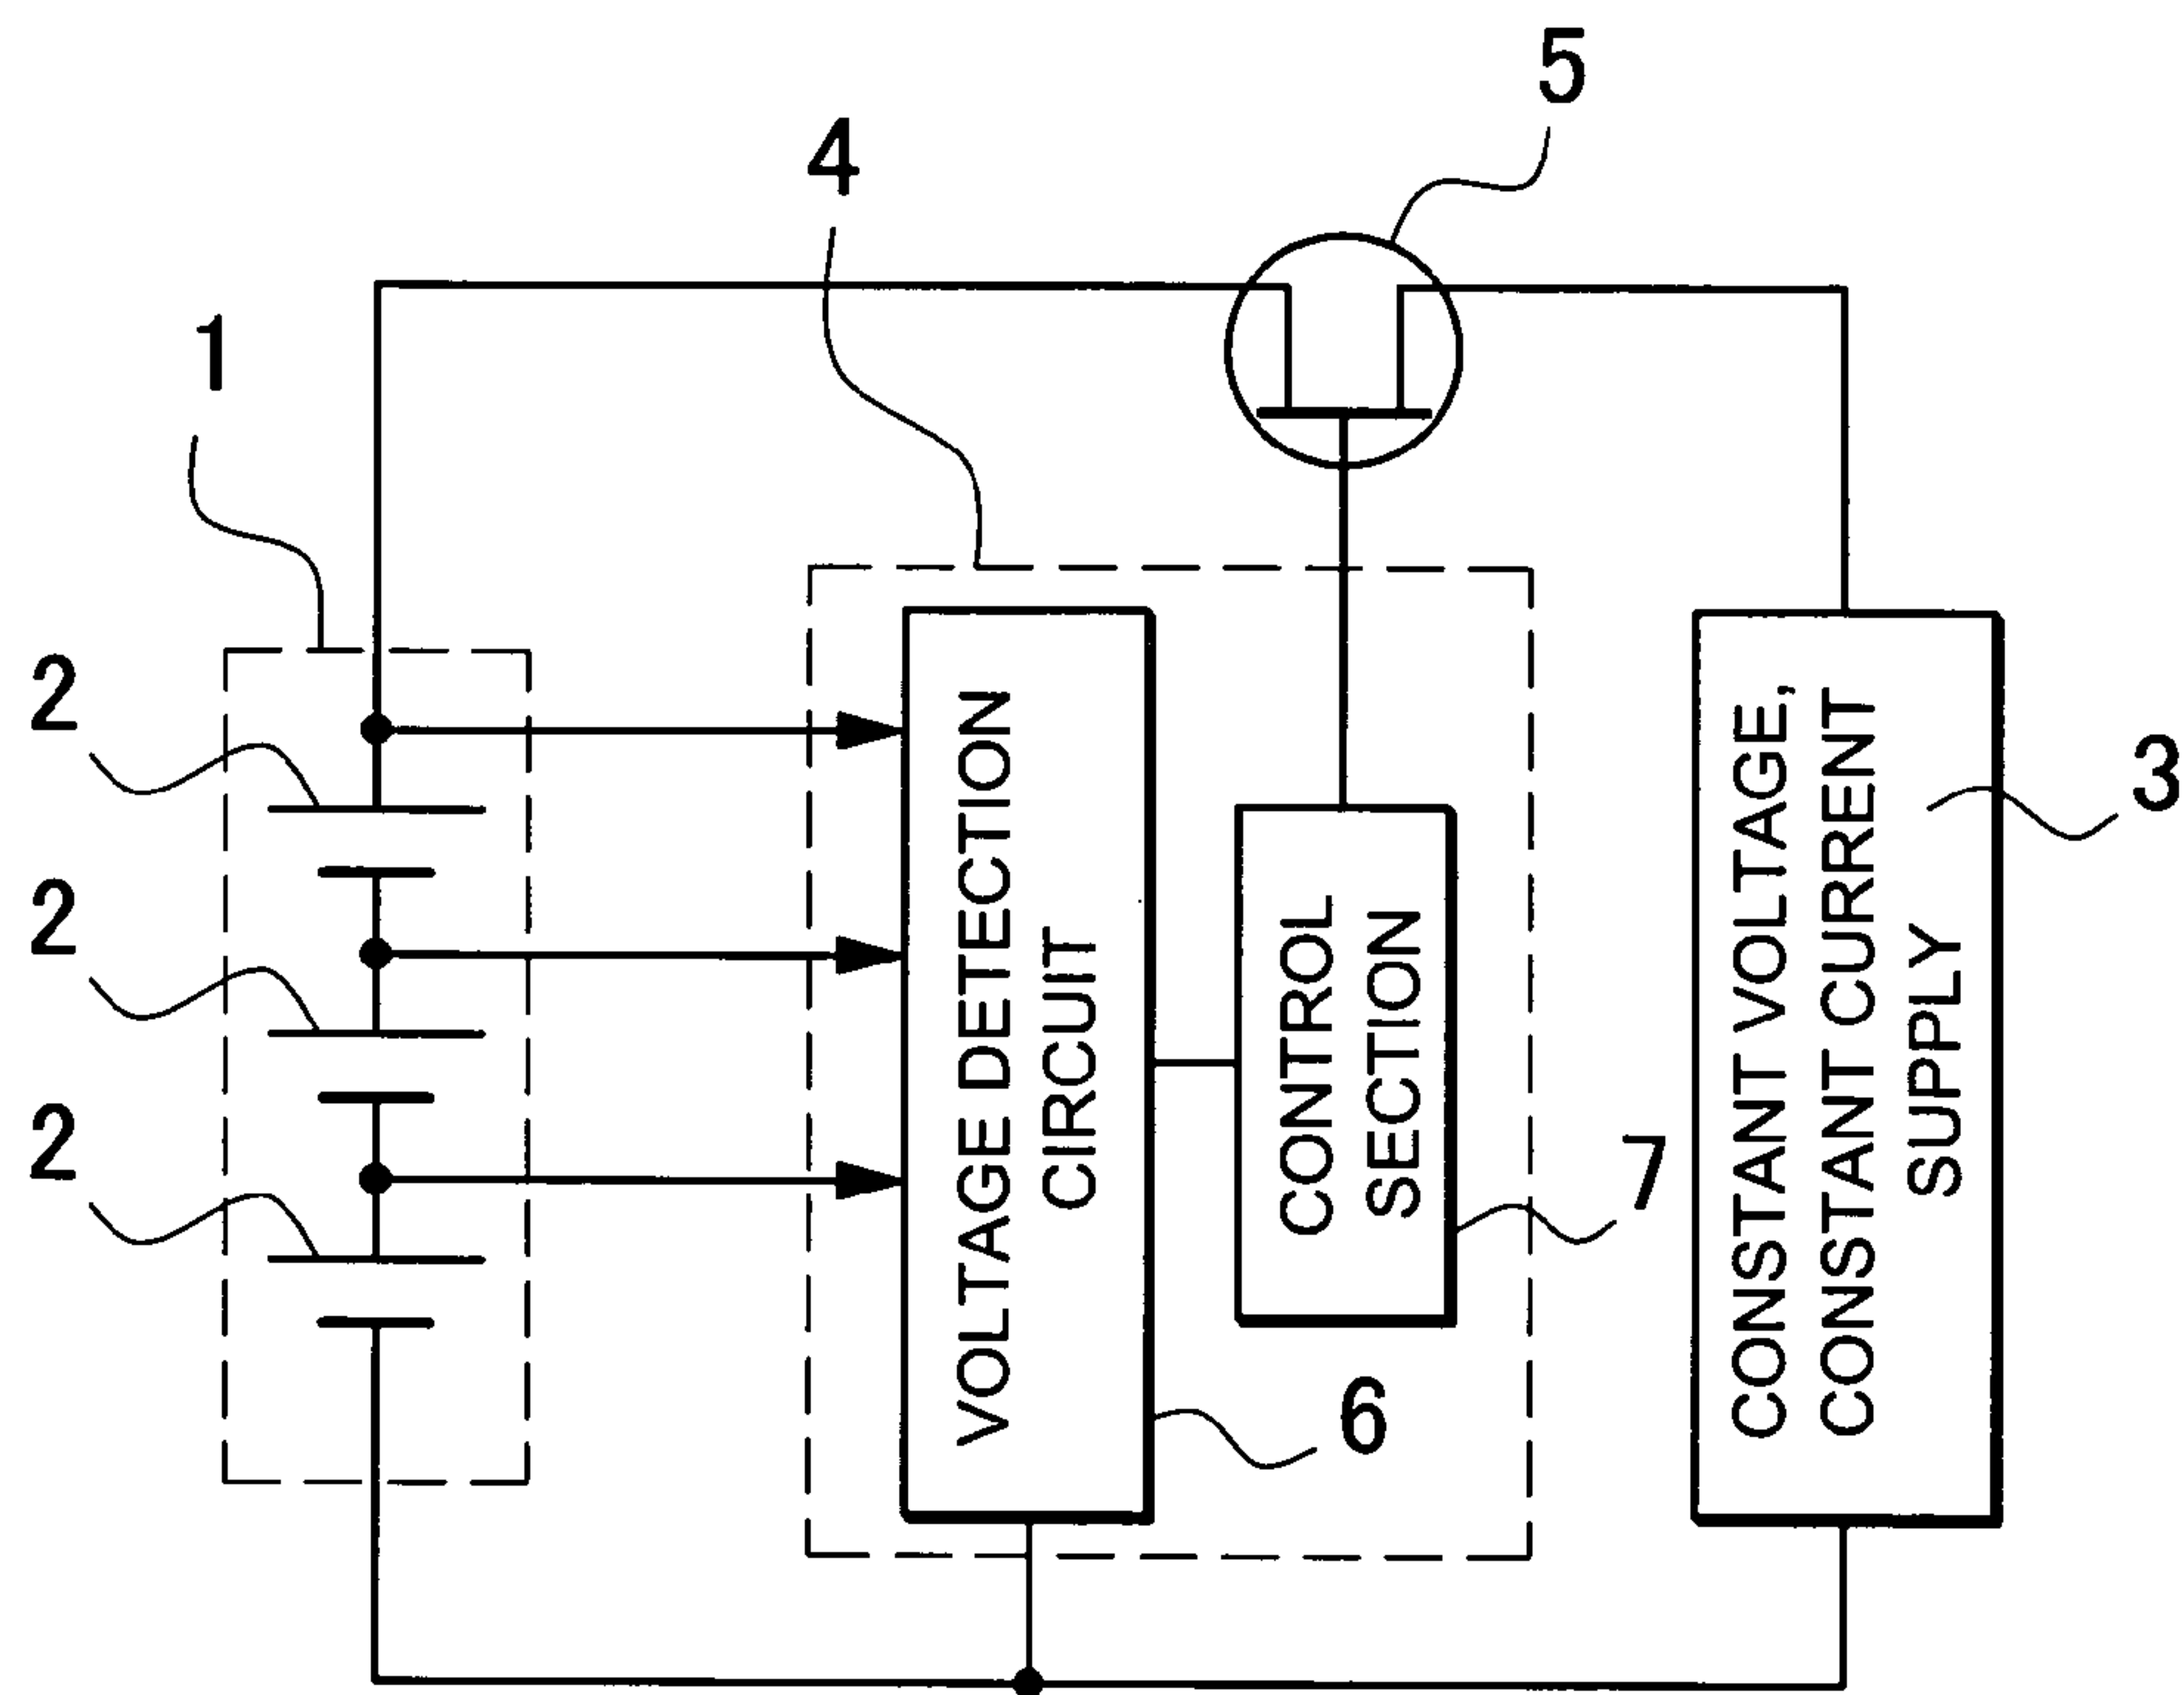 5
4
1
2
VOLTAGE DETECTION
CIRCUIT
CONTROL
SECTION
CONSTANT VOLTAGE,
CONSTANT CURRENT
SUPPLY
3
2
2
7
6